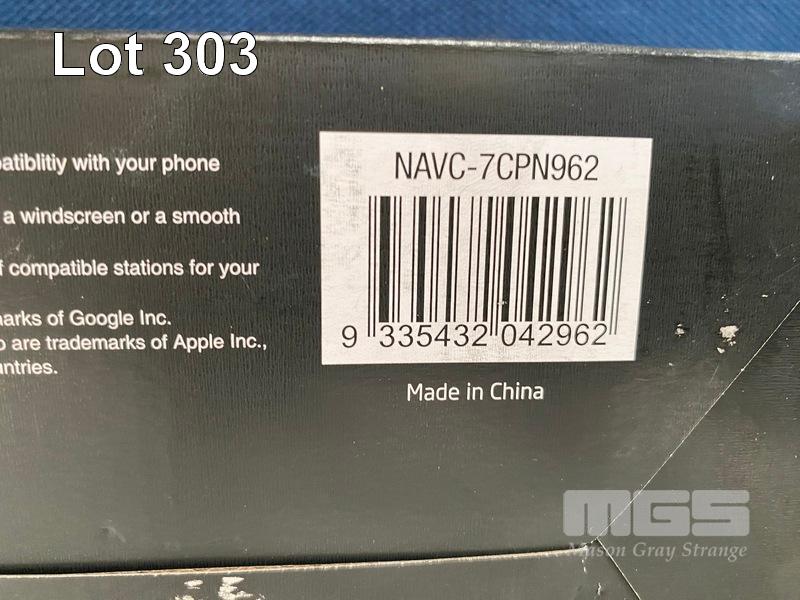 Lot 303
patiblitiy with your phone
a windscreen or a smooth
f compatible stations for your
marks of Google Inc.
o are trademarks of Apple Inc.,
untries.
NAVC-7CPN962
9 335432 042962
Made in China
MGS
Mason Gray Strange